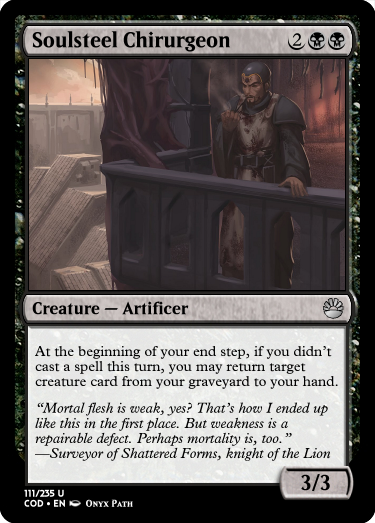 Soulsteel Chirurgeon 2
Creature — Artificer
At the beginning of your end step, if you didn't
cast a spell this turn, you may return target
creature card from your graveyard to your hand.
“Mortal flesh is weak, yes? That's how I ended up
like this in the first place. But weakness is a
repairable defect. Perhaps mortality is, too.”
—Surveyor of Shattered Forms, knight of the Lion
3/3
111/235 U
COD • EN Onyx Path